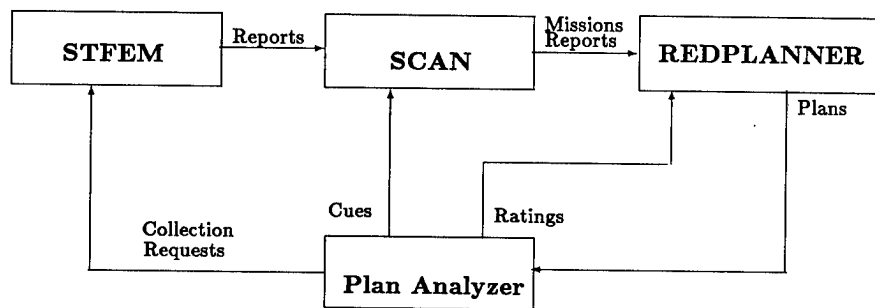 STFEM
Reports
SCAN
Missions
Reports
REDPLANNER
Plans
Collection
Requests
Cues
Ratings
Plan Analyzer